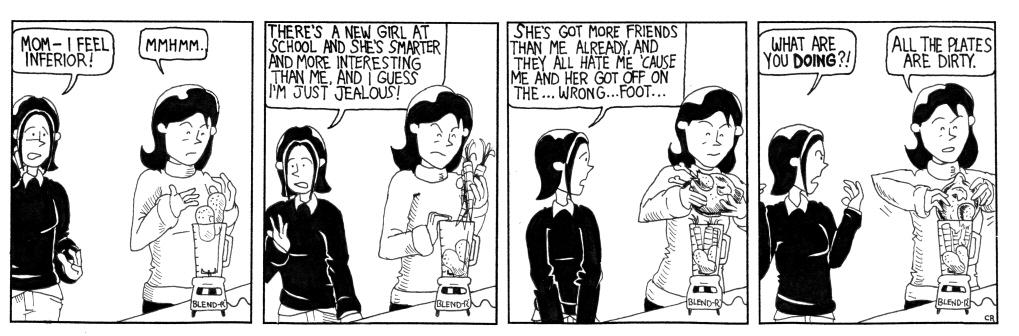 MOM- I FEEL
INFERIOR!
MMHMM.
BLEND-R
THERE'S A NEW GIRL AT
SCHOOL AND SHE'S SMARTER
AND MORE INTERESTING
THAN ME, AND I GUESS
I'M JUST JEALOUS!
BLEND-R
SHE'S GOT MORE FRIENDS
THAN ME ALREADY, AND
THEY ALL HATE ME 'CAUSE
ME AND HER GOT OFF ON
THE... WRONG... FOOT...
BLEND-R
WHAT ARE
YOU DOING?!
ALL THE PLATES
ARE DIRTY.
BLEND-R
CR